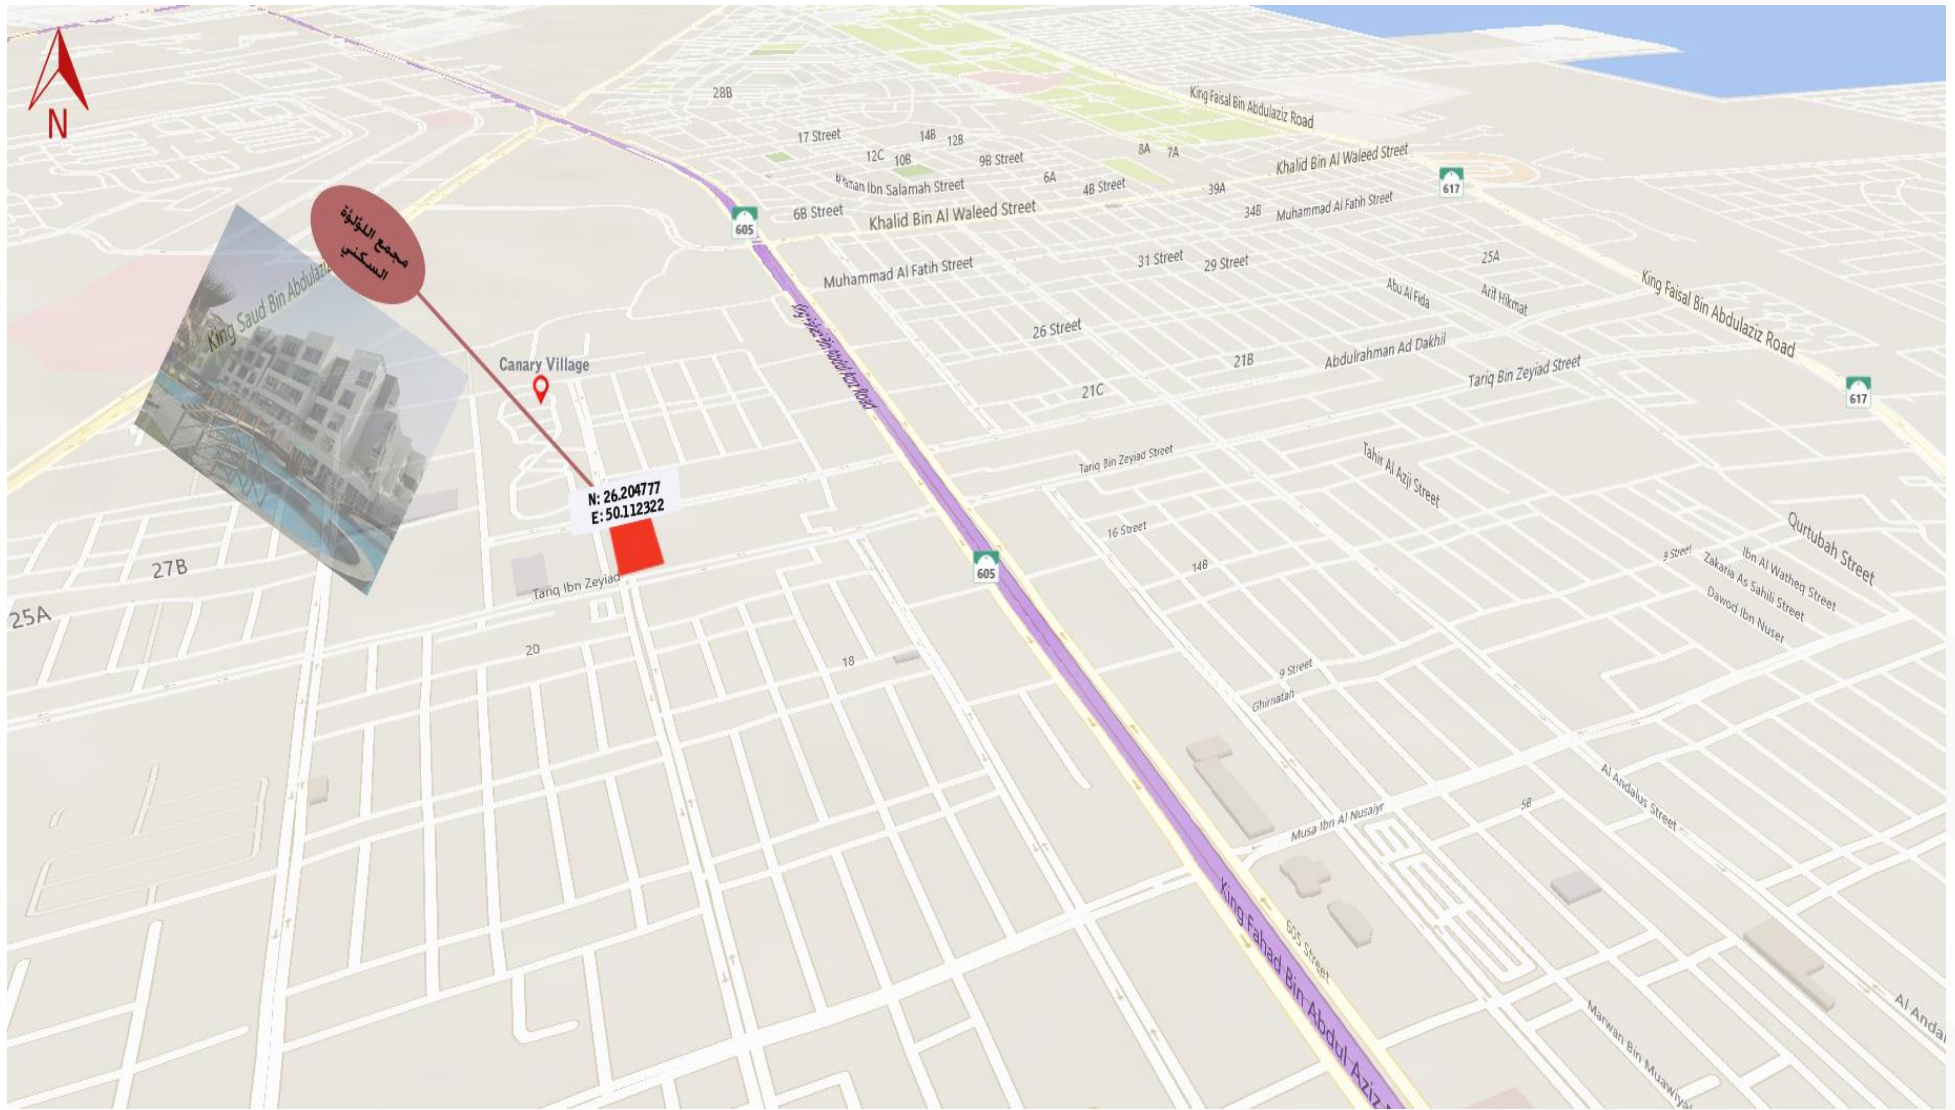 N
28B
17 Street
14B
12B
12C
10B
9B Street
8A
7A
6A
4B Street
Ibn Salamah Street
6B Street
King Faisal Bin Abdulaziz Road
Khalid Bin Al Waleed Street
617
39A
34B
Muhammad Al Fatih Street
605
Khalid Bin Al Waleed Street
مجمع اللؤلؤة
السكني
King Saud Bin Abdulaziz
Muhammad Al Fatih Street
31 Street
29 Street
25A
Abu Al Fida
Arif Hikmat
King Faisal Bin Abdulaziz Road
26 Street
Canary Village
21B
Abdulrahman Ad Dakhil
Tariq Bin Zeyiad Street
21C
617
Tariq Bin Zeyiad Street
Tahir Al Azji Street
N: 26.204777
E: 50.112322
16 Street
14B
605
Qurtubah Street
9 Street
Ibn Al Watheq Street
Zakaria As Sahili Street
Dawod Ibn Nuser
27B
25A
Tariq Ibn Zeyiad
20
18
9 Street
Ghirnatah
Musa Ibn Al Nusaiyr
5B
Al Andalus Street
King Fahad Bin Abdul Aziz
605 Street
Marwan Bin Muawiyah
Al Andal